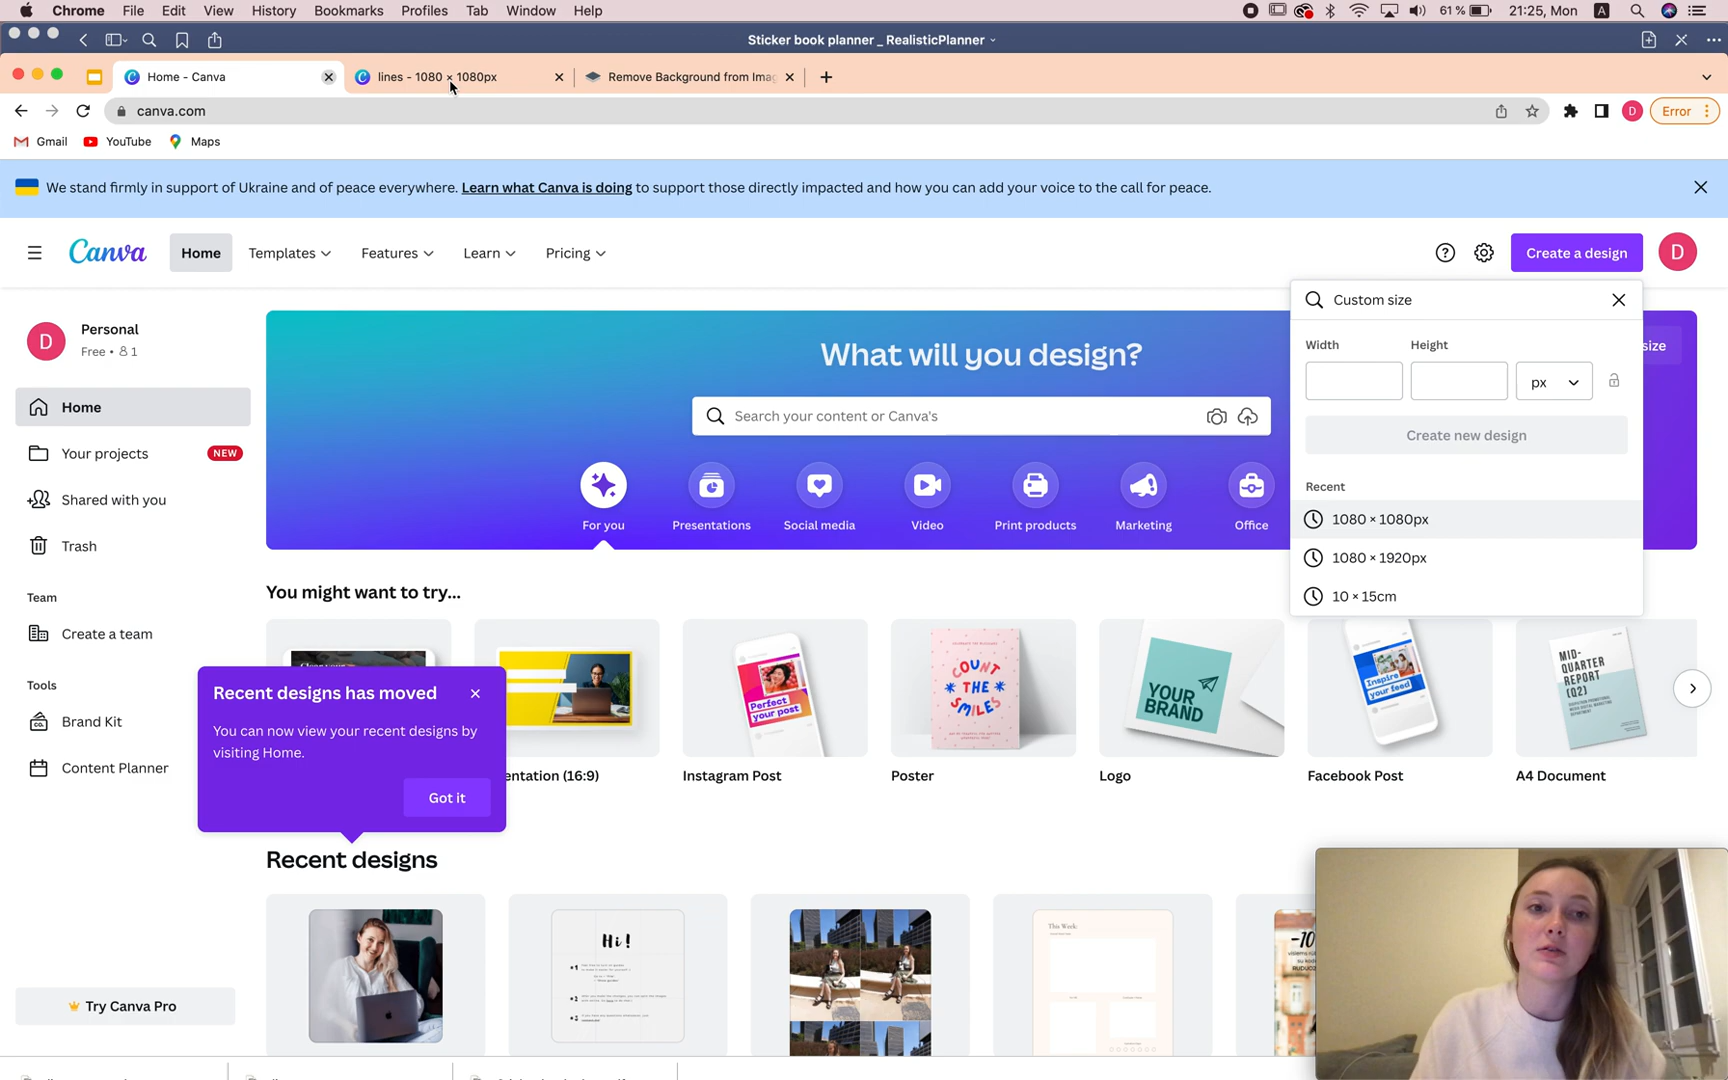 Chrome File Edit View History Bookmarks Profiles Tab Window Help 61 % 21:25, Mon A
Sticker book planner _ RealisticPlanner
Home - Canva lines - 1080 × 1080px Remove Background from Imag
canva.com D Error
Gmail YouTube Maps
We stand firmly in support of Ukraine and of peace everywhere. Learn what Canva is doing to support those directly impacted and how you can add your voice to the call for peace.
Canva Home Templates Features Learn Pricing Create a design D
Custom size
D Personal
Free • 1
Width Height
size
px
What will you design?
Search your content or Canva's
Create new design
Home
Your projects NEW
Shared with you
Trash
For you Presentations Social media Video Print products Marketing Office
Recent
1080 × 1080px
1080 × 1920px
10 × 15cm
You might want to try...
Team
Create a team
Tools
Brand Kit
Content Planner
Perfect your post
COUNT THE SMILES
YOUR BRAND
Inspire your feed
MID-QUARTER REPORT (Q2)
Recent designs has moved
You can now view your recent designs by
visiting Home.
Got it
entation (16:9) Instagram Post Poster Logo Facebook Post A4 Document
Recent designs
Hi!
This Week:
-10
Try Canva Pro